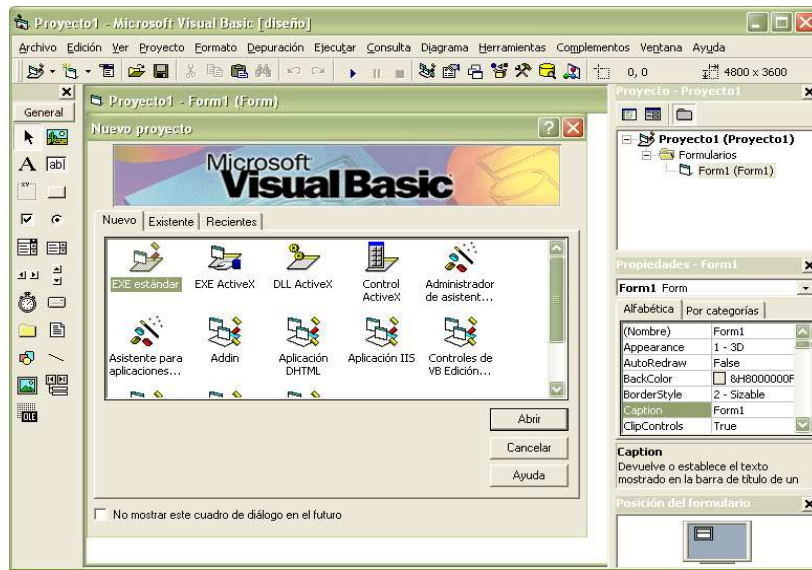 Proyecto1 - Microsoft Visual Basic [diseño]
Archivo Edición Ver Proyecto Formato Depuración Ejecutar Consulta Diagrama Herramientas Complementos Ventana Ayuda
0, 0 4800 x 3600
General
A ab|
xv
OLE
Proyecto1 - Form1 (Form)
Nuevo proyecto
Microsoft
Visual Basic
Nuevo Existente Recientes
EXE estándar EXE ActiveX DLL ActiveX Control ActiveX Administrador de asistent...
Asistente para aplicaciones... Addin Aplicación DHTML Aplicación IIS Controles de VB Edición...
Abrir
Cancelar
Ayuda
No mostrar este cuadro de diálogo en el futuro
Proyecto - Proyecto1
Proyecto1 (Proyecto1)
Formularios
Form1 (Form1)
Propiedades - Form1
Form1 Form
Alfabética Por categorías
(Nombre) Form1
Appearance 1 - 3D
AutoRedraw False
BackColor &H8000000F
BorderStyle 2 - Sizable
Caption Form1
ClipControls True
Caption
Devuelve o establece el texto
mostrado en la barra de título de un
Posición del formulario